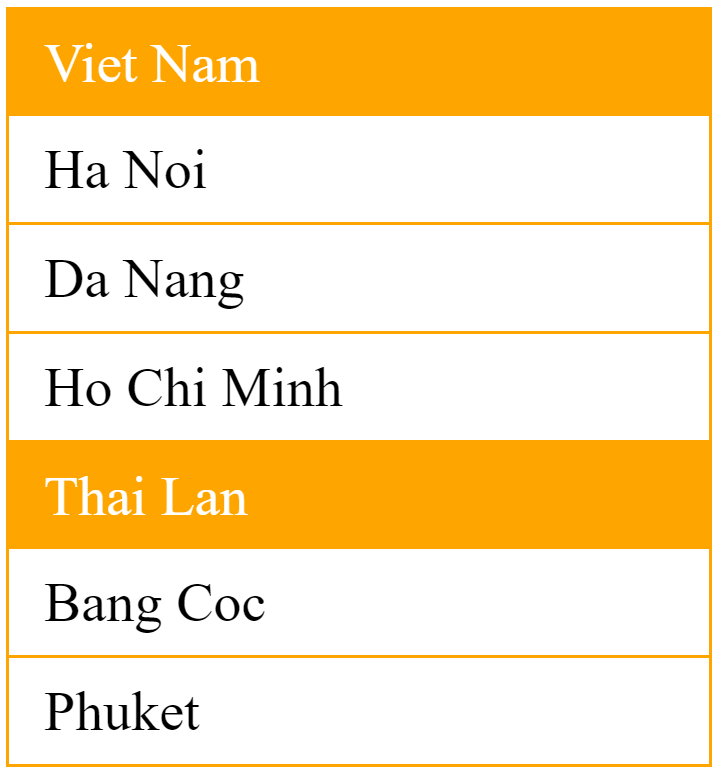 Viet Nam
Ha Noi
Da Nang
Ho Chi Minh
Thai Lan
Bang Coc
Phuket